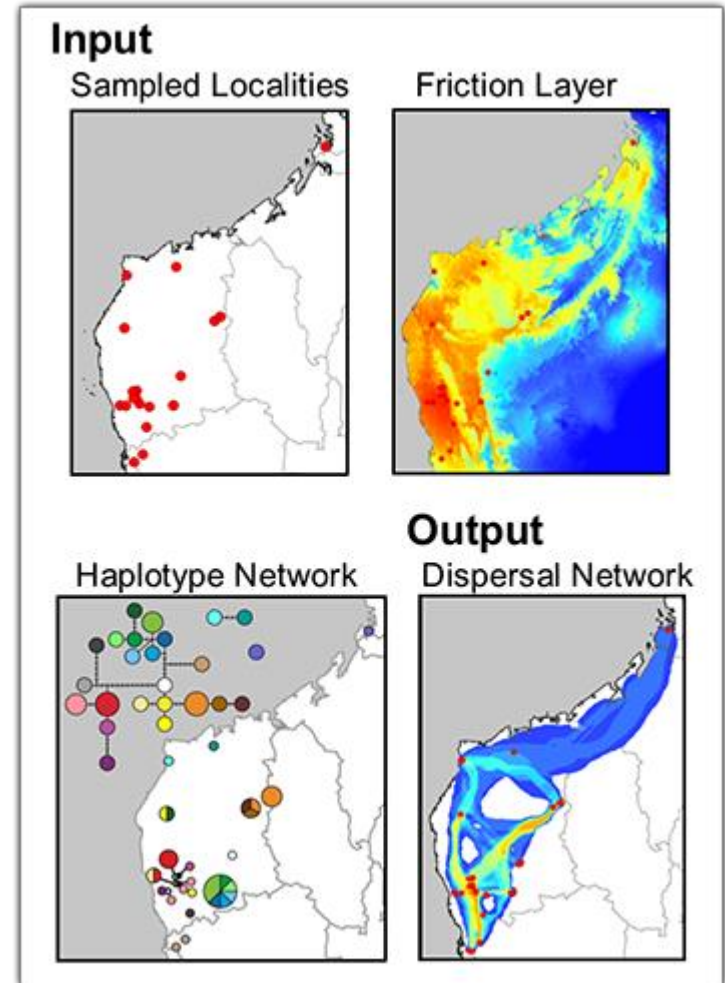 Input
Sampled Localities
Friction Layer
Output
Haplotype Network
Dispersal Network